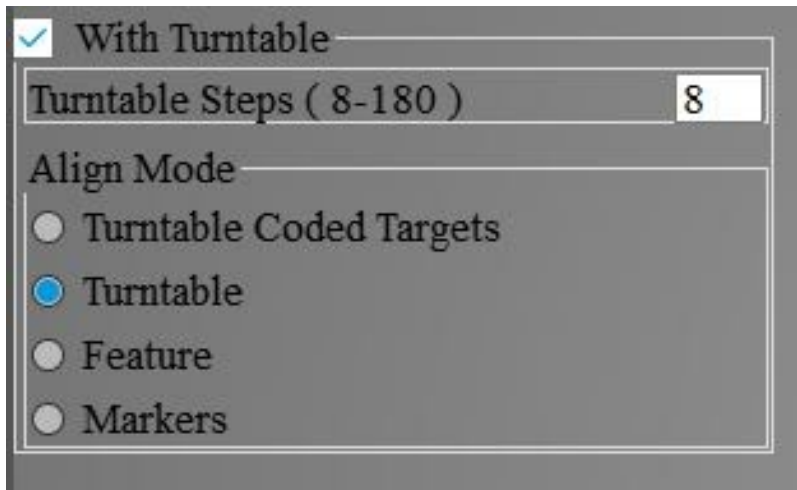 With Turntable
Turntable Steps ( 8-180 ) 8
Align Mode
Turntable Coded Targets
Turntable
Feature
Markers